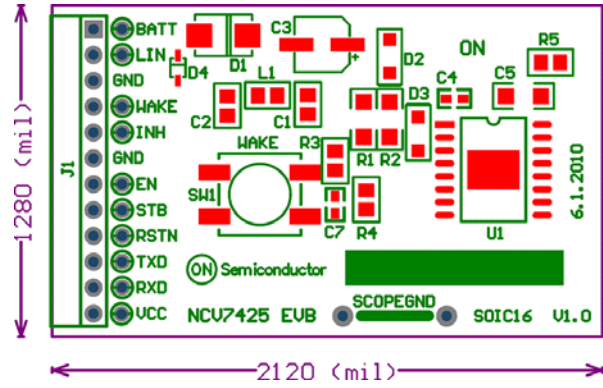 BATT
LIN
GND
WAKE
INH
GND
EN
STB
RSTN
TXD
RXD
VCC
J1
1280 (mil)
2120 (mil)
D4
D1
C3
+
D2
ON
R5
L1
C2
C1
C4
C5
D3
R1
R2
R3
WAKE
SW1
C7
R4
U1
6.1.2010
ON Semiconductor
SCOPEGND
NCV7425 EVB
SOIC16 V1.0